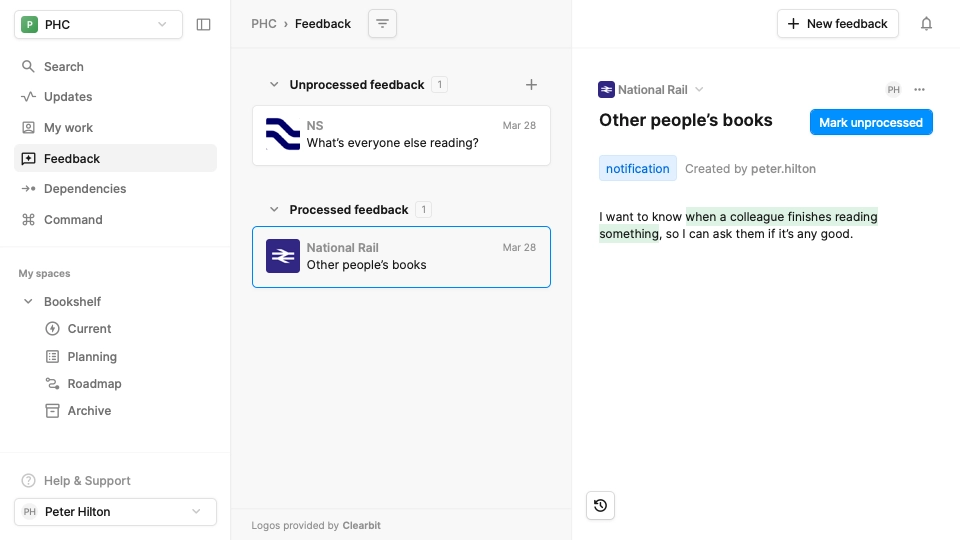 P PHC
Search
Updates
My work
Feedback
Dependencies
Command
My spaces
Bookshelf
Current
Planning
Roadmap
Archive
Help & Support
PH Peter Hilton
PHC › Feedback
Unprocessed feedback 1
NS Mar 28
What's everyone else reading?
Processed feedback 1
National Rail Mar 28
Other people's books
Logos provided by Clearbit
New feedback
National Rail PH
Other people's books
Mark unprocessed
notification Created by peter.hilton
I want to know when a colleague finishes reading
something, so I can ask them if it's any good.